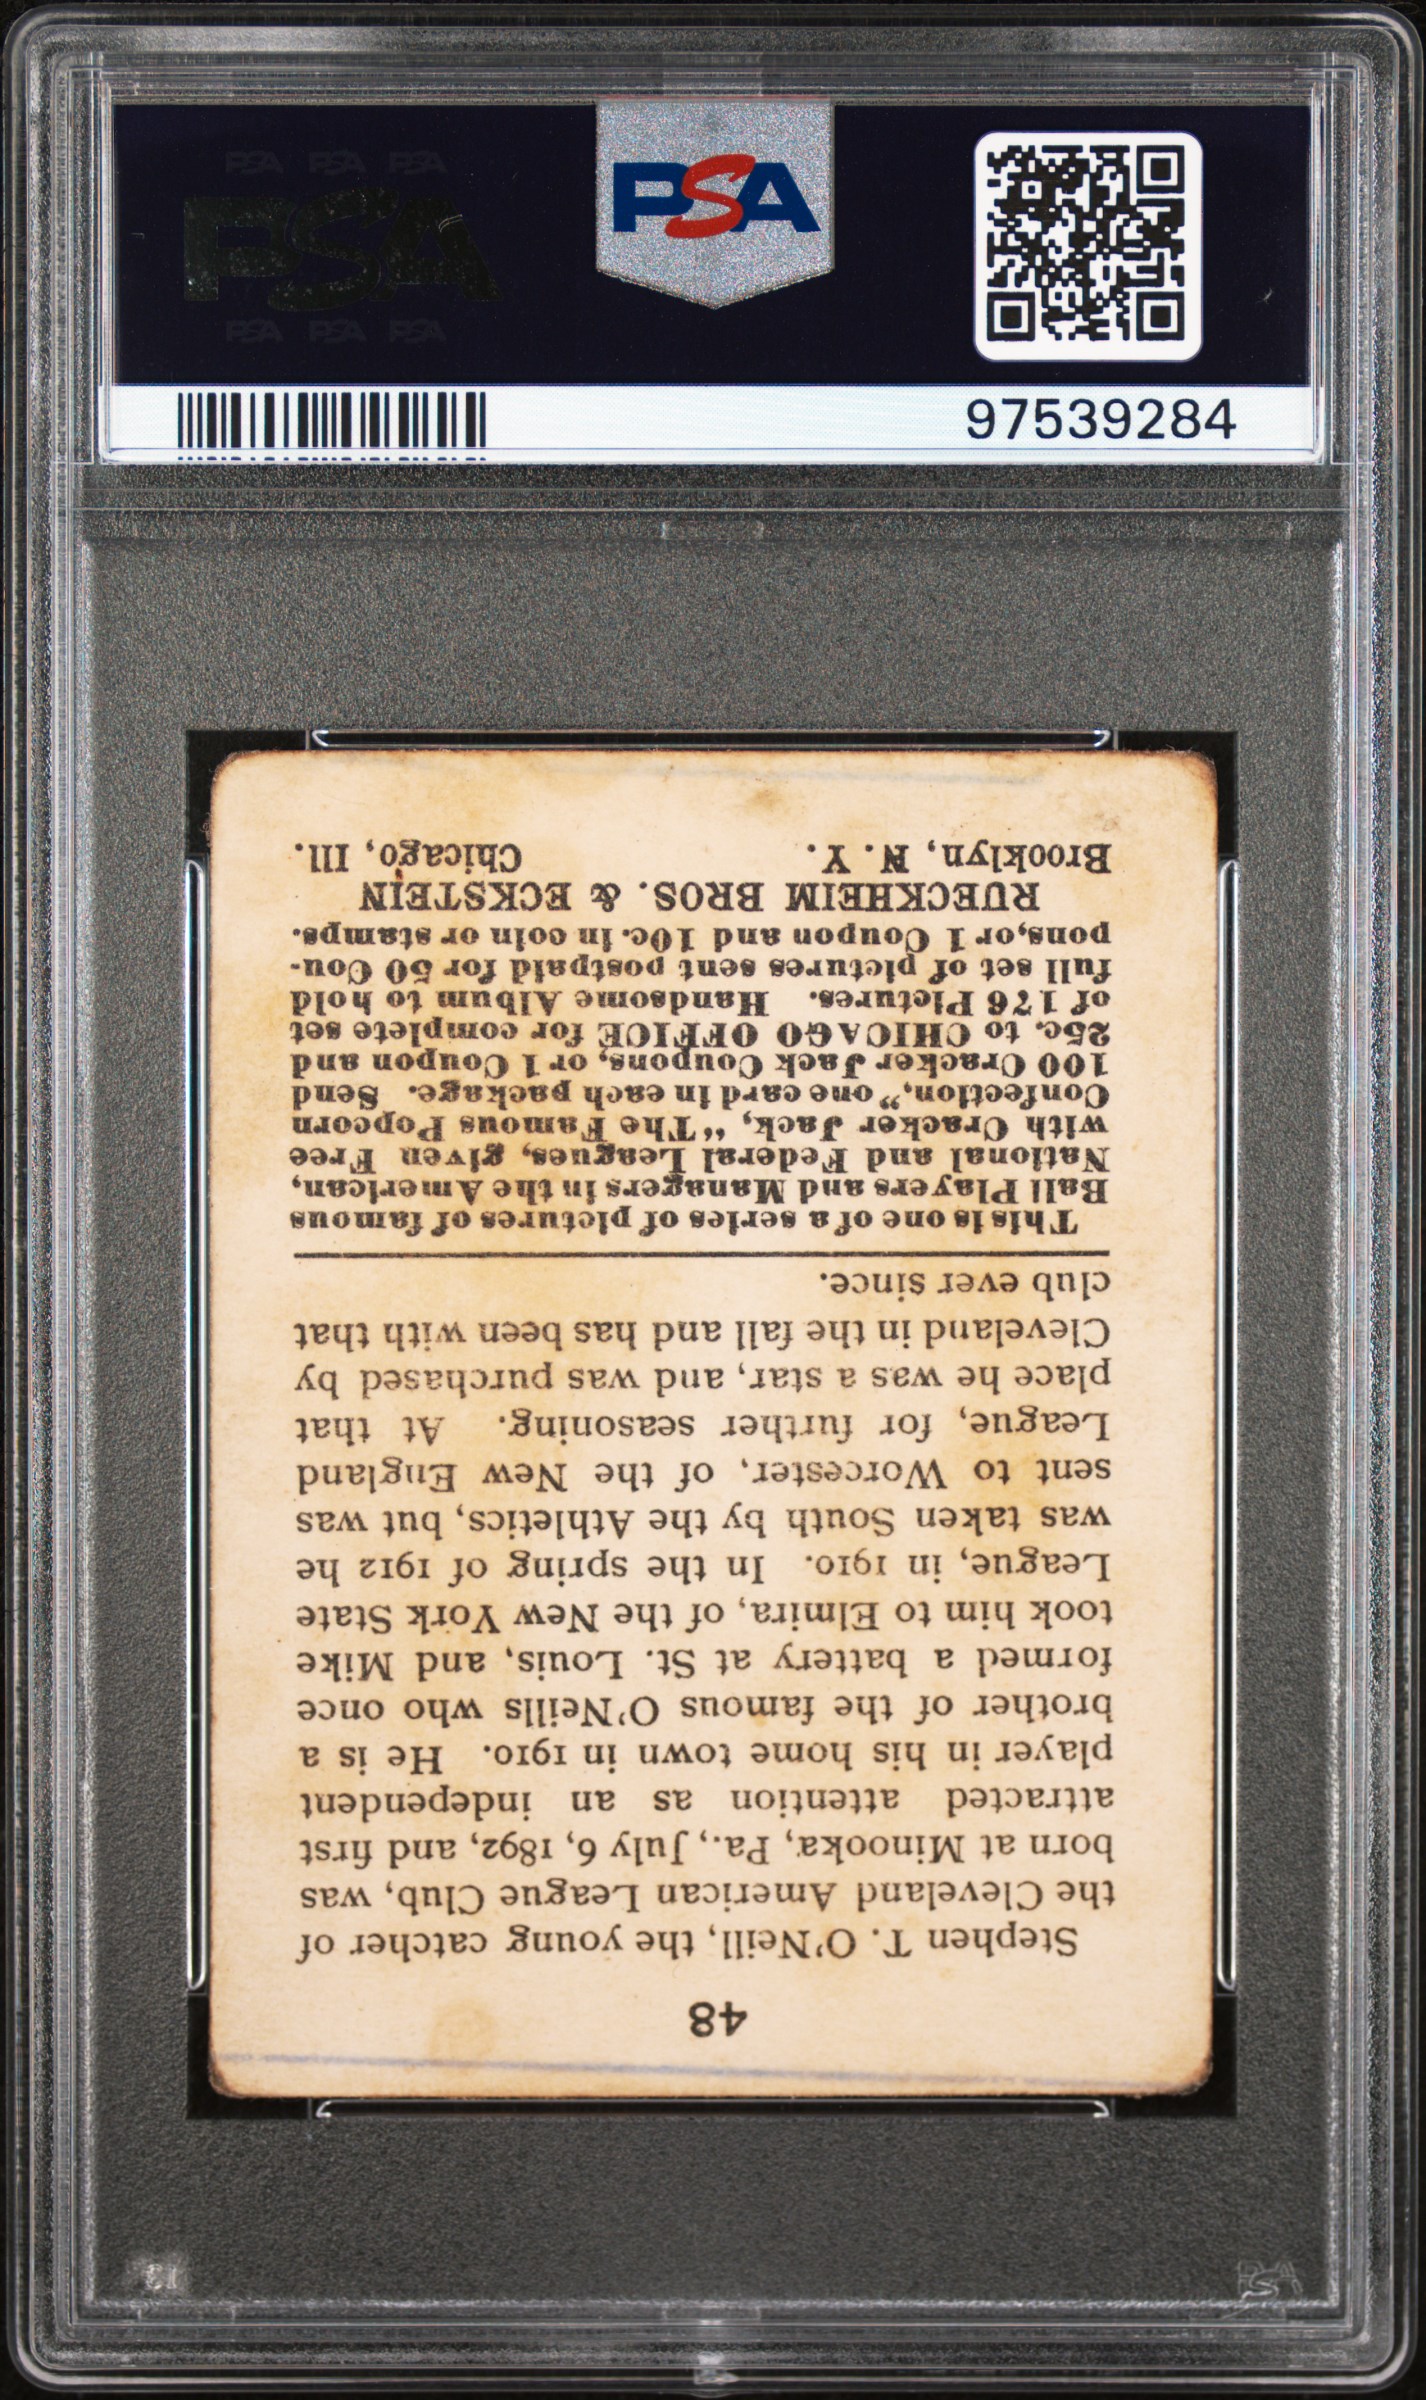 PSA PSA PSA
PSA
PSA PSA PSA
PSA
97539284
48
Stephen T. O'Neill, the young catcher of
the Cleveland American League Club, was
born at Minooka, Pa., July 6, 1892, and first
attracted attention as an independent
player in his home town in 1910. He is a
brother of the famous O'Neills who once
formed a battery at St. Louis, and Mike
took him to Elmira, of the New York State
League, in 1910. In the spring of 1912 he
was taken South by the Athletics, but was
sent to Worcester, of the New England
League, for further seasoning. At that
place he was a star, and was purchased by
Cleveland in the fall and has been with that
club ever since.
This is one of a series of pictures of famous
Ball Players and Managers in the American,
National and Federal Leagues, given Free
with Cracker Jack, "The Famous Popcorn
Confection," one card in each package. Send
100 Cracker Jack Coupons, or 1 Coupon and
25c. to CHICAGO OFFICE for complete set
of 176 Pictures. Handsome Album to hold
full set of pictures sent postpaid for 50 Cou-
pons, or 1 Coupon and 10c. in coin or stamps.
RUECKHEIM BROS. & ECKSTEIN
Brooklyn, N. Y. Chicago, Ill.
PSA